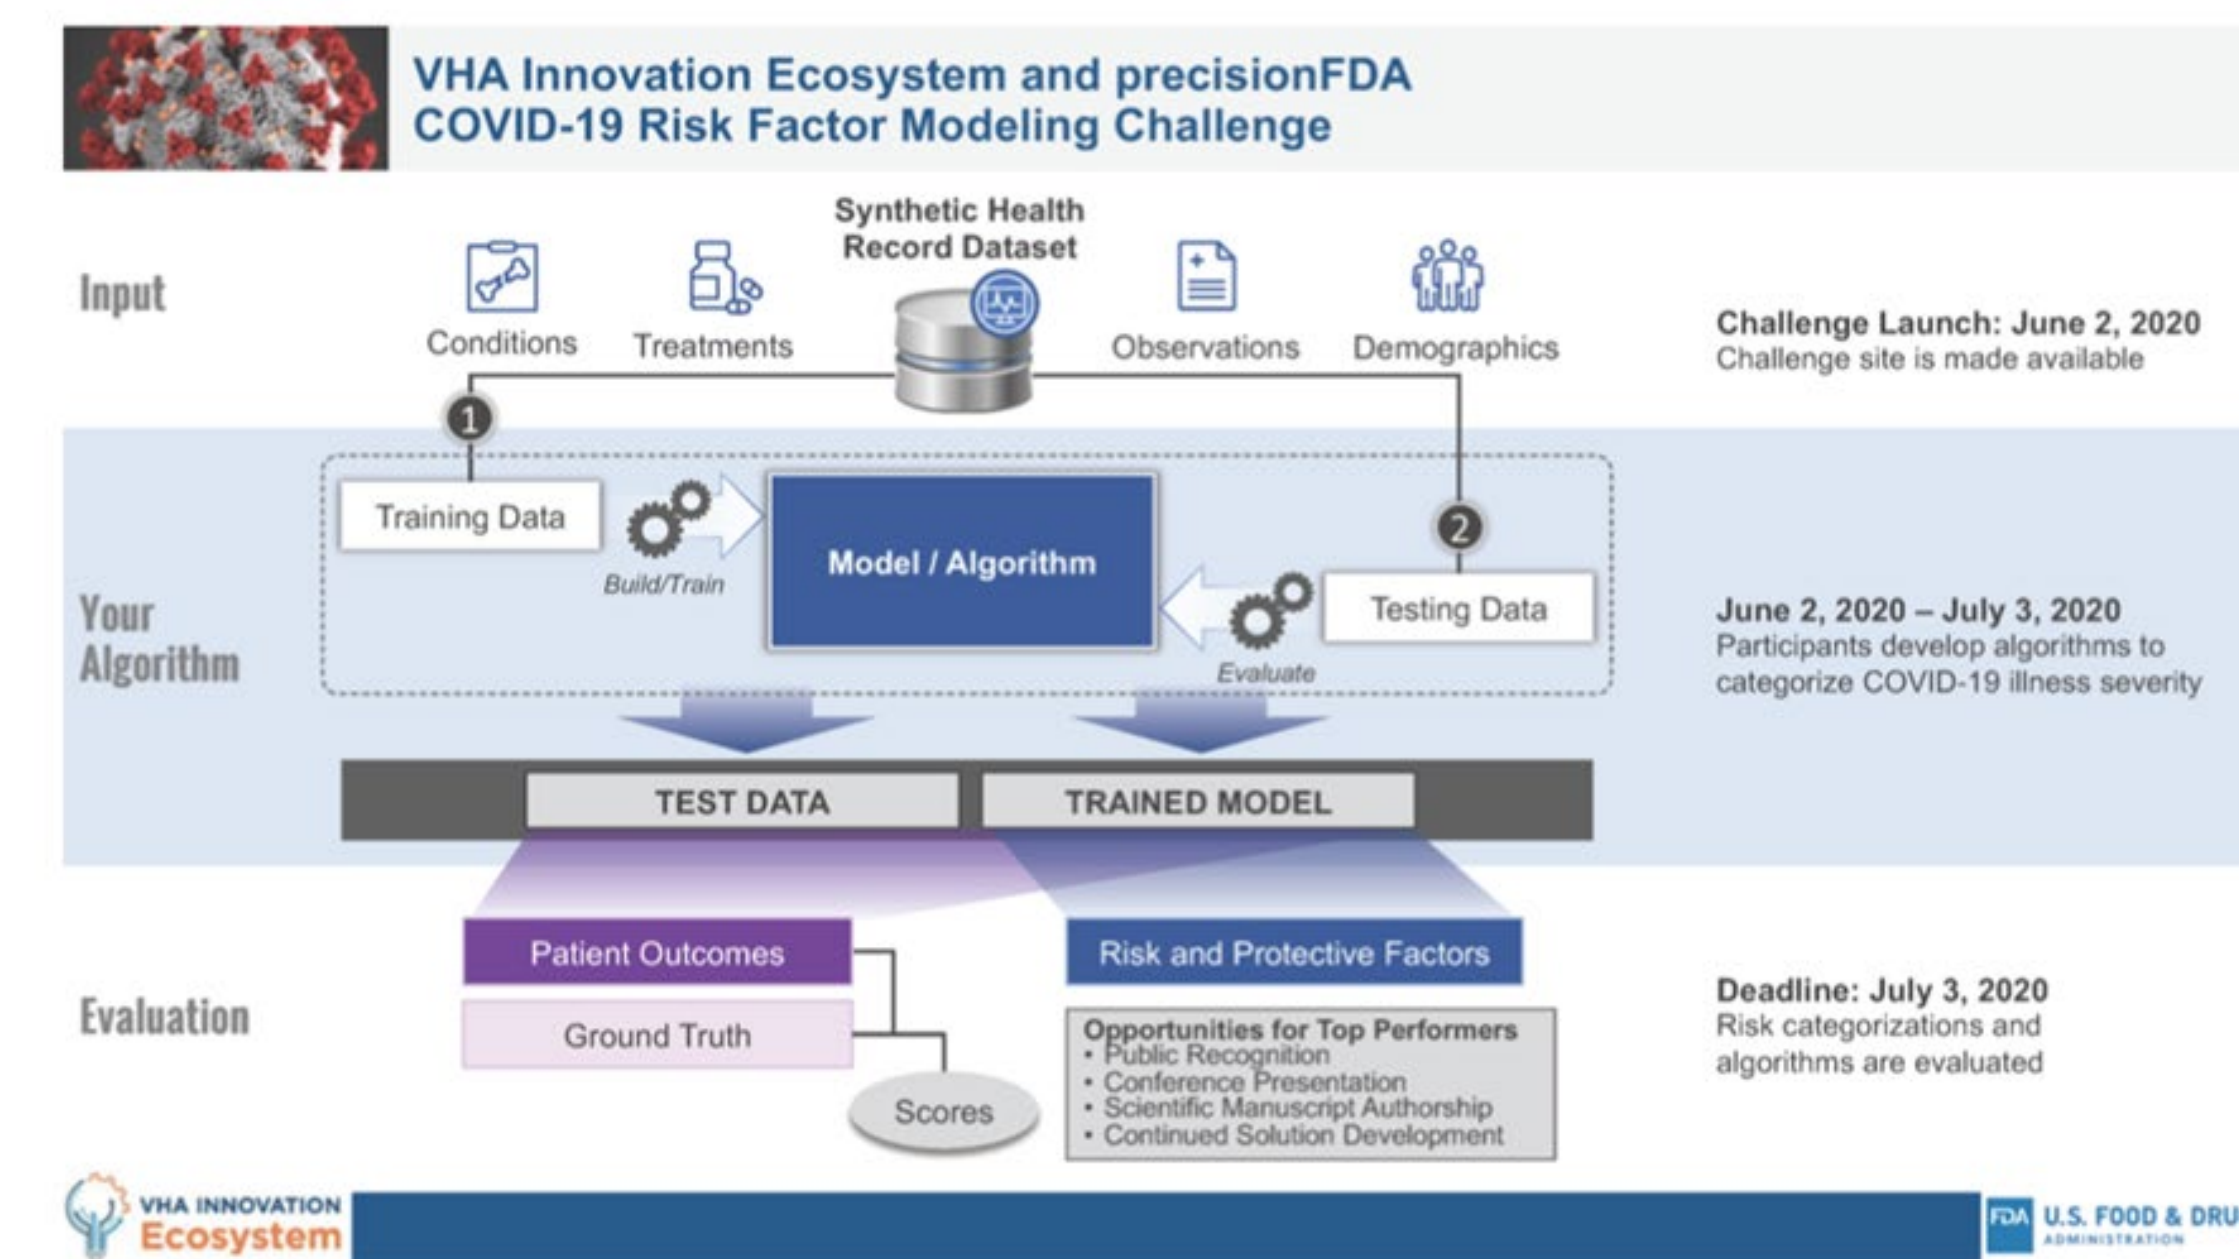 VHA Innovation Ecosystem and precisionFDA
COVID-19 Risk Factor Modeling Challenge
Input
Conditions
Treatments
Synthetic Health
Record Dataset
Observations
Demographics
Challenge Launch: June 2, 2020
Challenge site is made available
1
Your
Algorithm
Training Data
Build/Train
Model / Algorithm
2
Testing Data
Evaluate
June 2, 2020 – July 3, 2020
Participants develop algorithms to
categorize COVID-19 illness severity
TEST DATA
TRAINED MODEL
Evaluation
Patient Outcomes
Ground Truth
Scores
Risk and Protective Factors
Opportunities for Top Performers
• Public Recognition
• Conference Presentation
• Scientific Manuscript Authorship
• Continued Solution Development
Deadline: July 3, 2020
Risk categorizations and
algorithms are evaluated
VHA INNOVATION
Ecosystem
FDA
U.S. FOOD & DRU
ADMINISTRATION